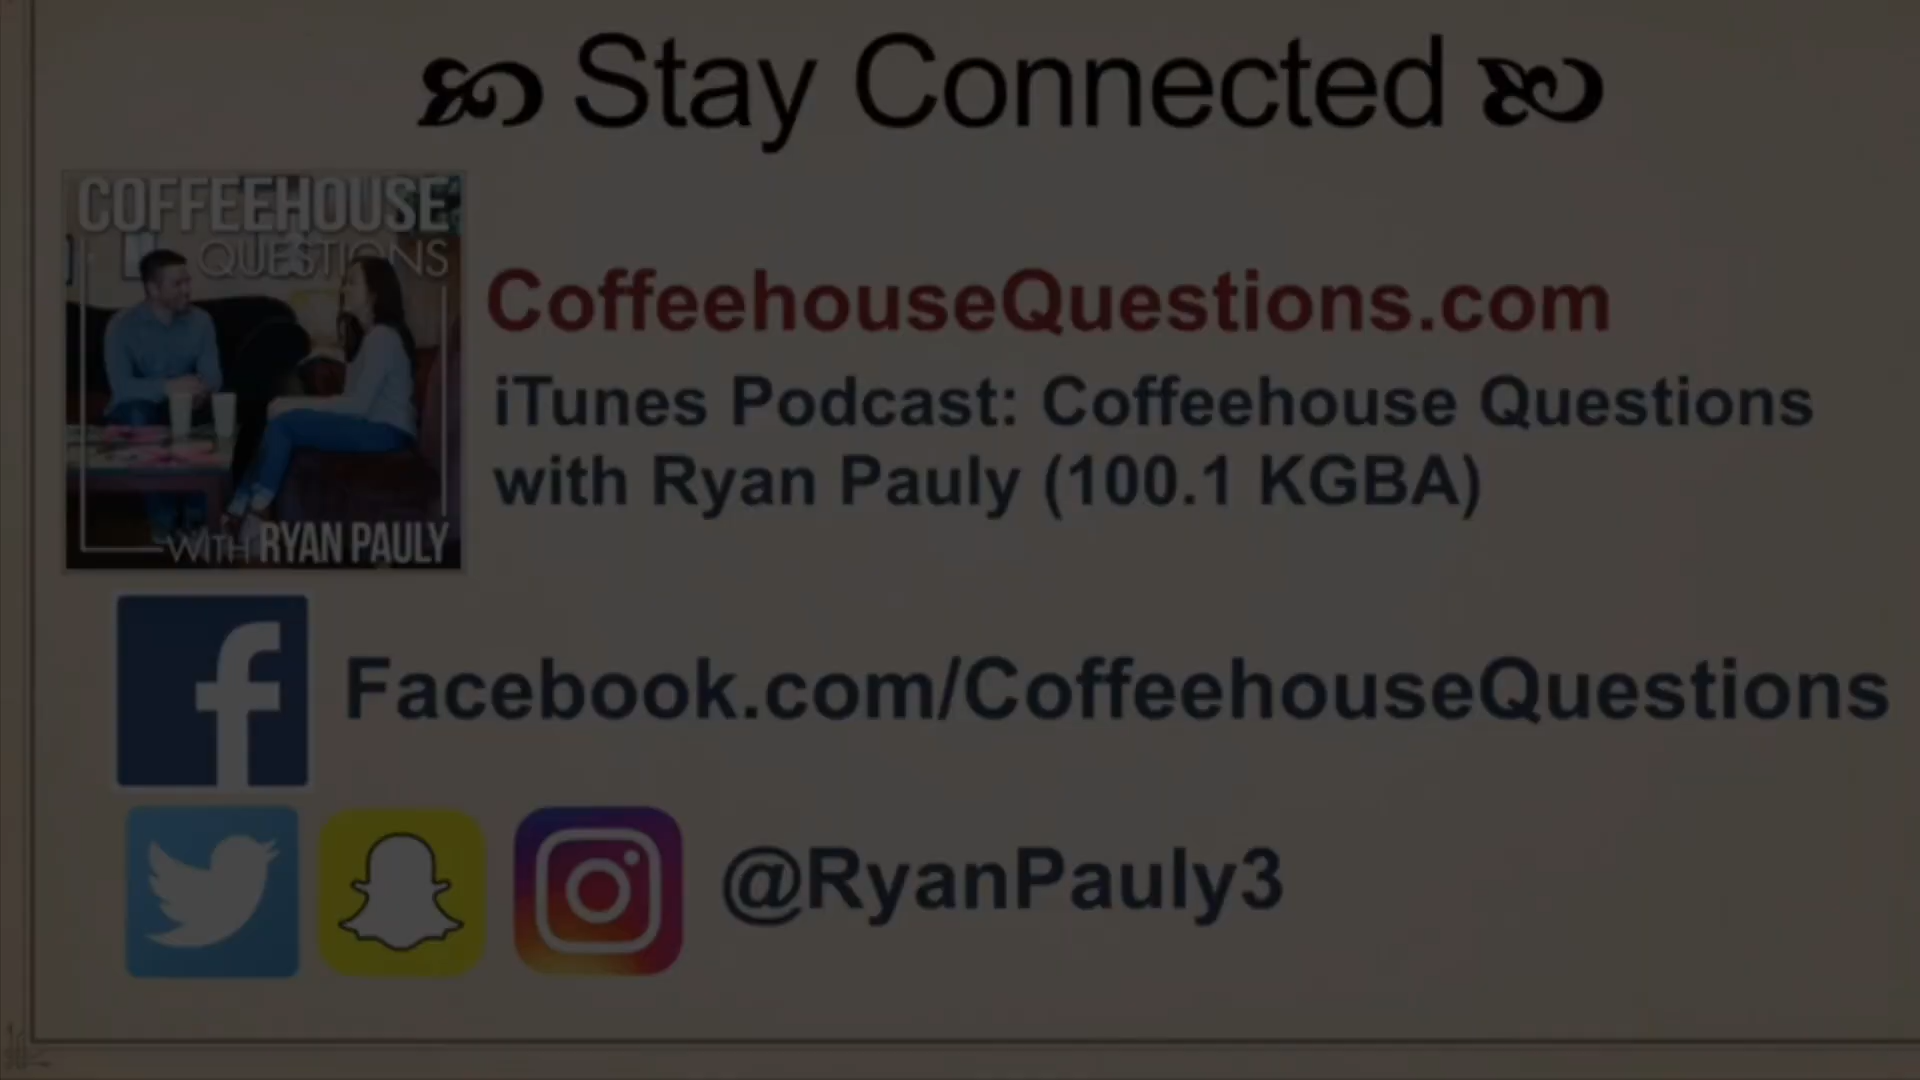 Stay Connected
COFFEEHOUSE
QUESTIONS
WITH RYAN PAULY
CoffeehouseQuestions.com
iTunes Podcast: Coffeehouse Questions
with Ryan Pauly (100.1 KGBA)
Facebook.com/CoffeehouseQuestions
@RyanPauly3